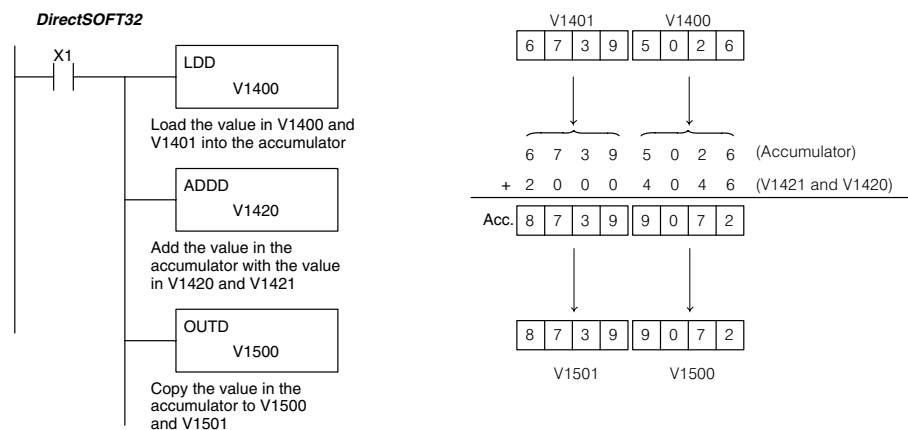 DirectSOFT32
X1
LDD
V1400
Load the value in V1400 and
V1401 into the accumulator
ADDD
V1420
Add the value in the
accumulator with the value
in V1420 and V1421
OUTD
V1500
Copy the value in the
accumulator to V1500
and V1501
V1401 V1400
6 7 3 9 5 0 2 6
6 7 3 9 5 0 2 6 (Accumulator)
+ 2 0 0 0 4 0 4 6 (V1421 and V1420)
Acc. 8 7 3 9 9 0 7 2
8 7 3 9 9 0 7 2
V1501 V1500